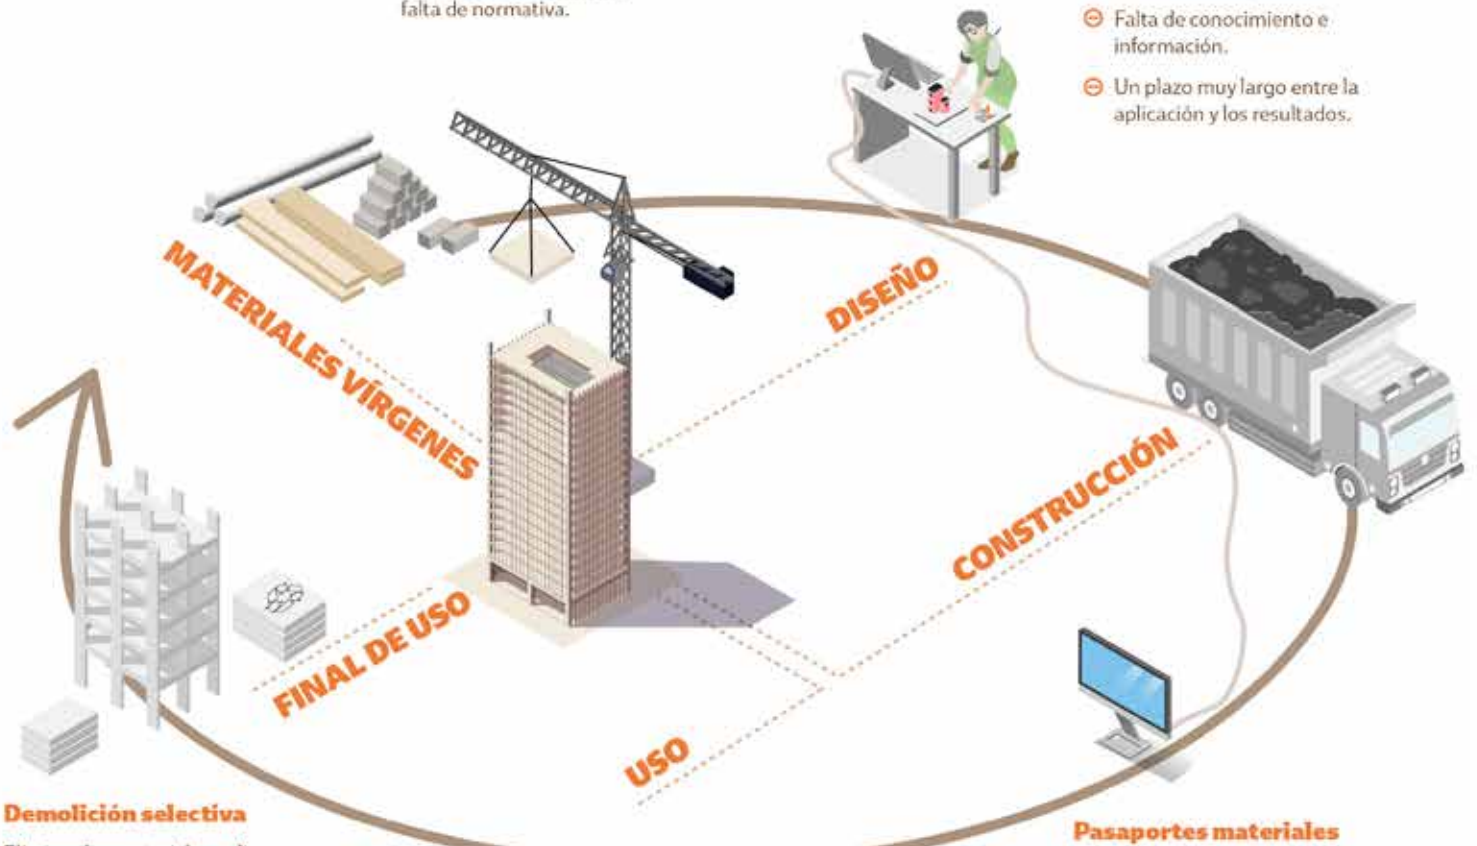 falta de normativa.
Falta de conocimiento e
información.
Un plazo muy largo entre la
aplicación y los resultados.
MATERIALES VÍRGENES
DISEÑO
CONSTRUCCIÓN
FINAL DE USO
USO
Demolición selectiva
Pasaportes materiales